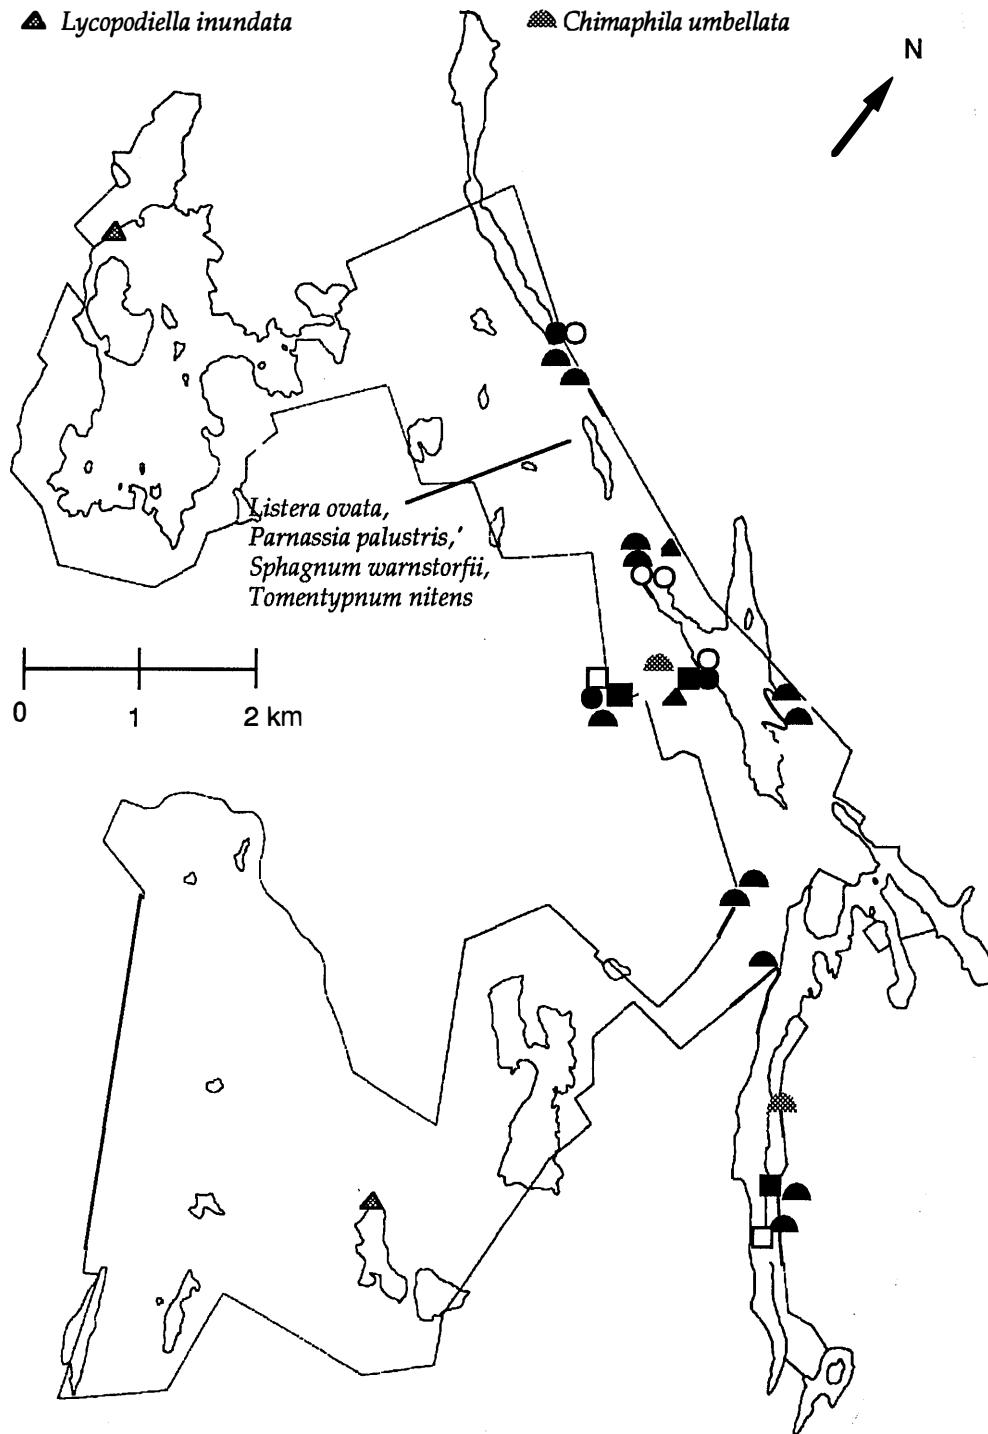 Lycopodiella inundata
Chimaphila umbellata
N
Listera ovata,
Parnassia palustris,'
Sphagnum warnstorfii,
Tomentypnum nitens
0 1 2 km